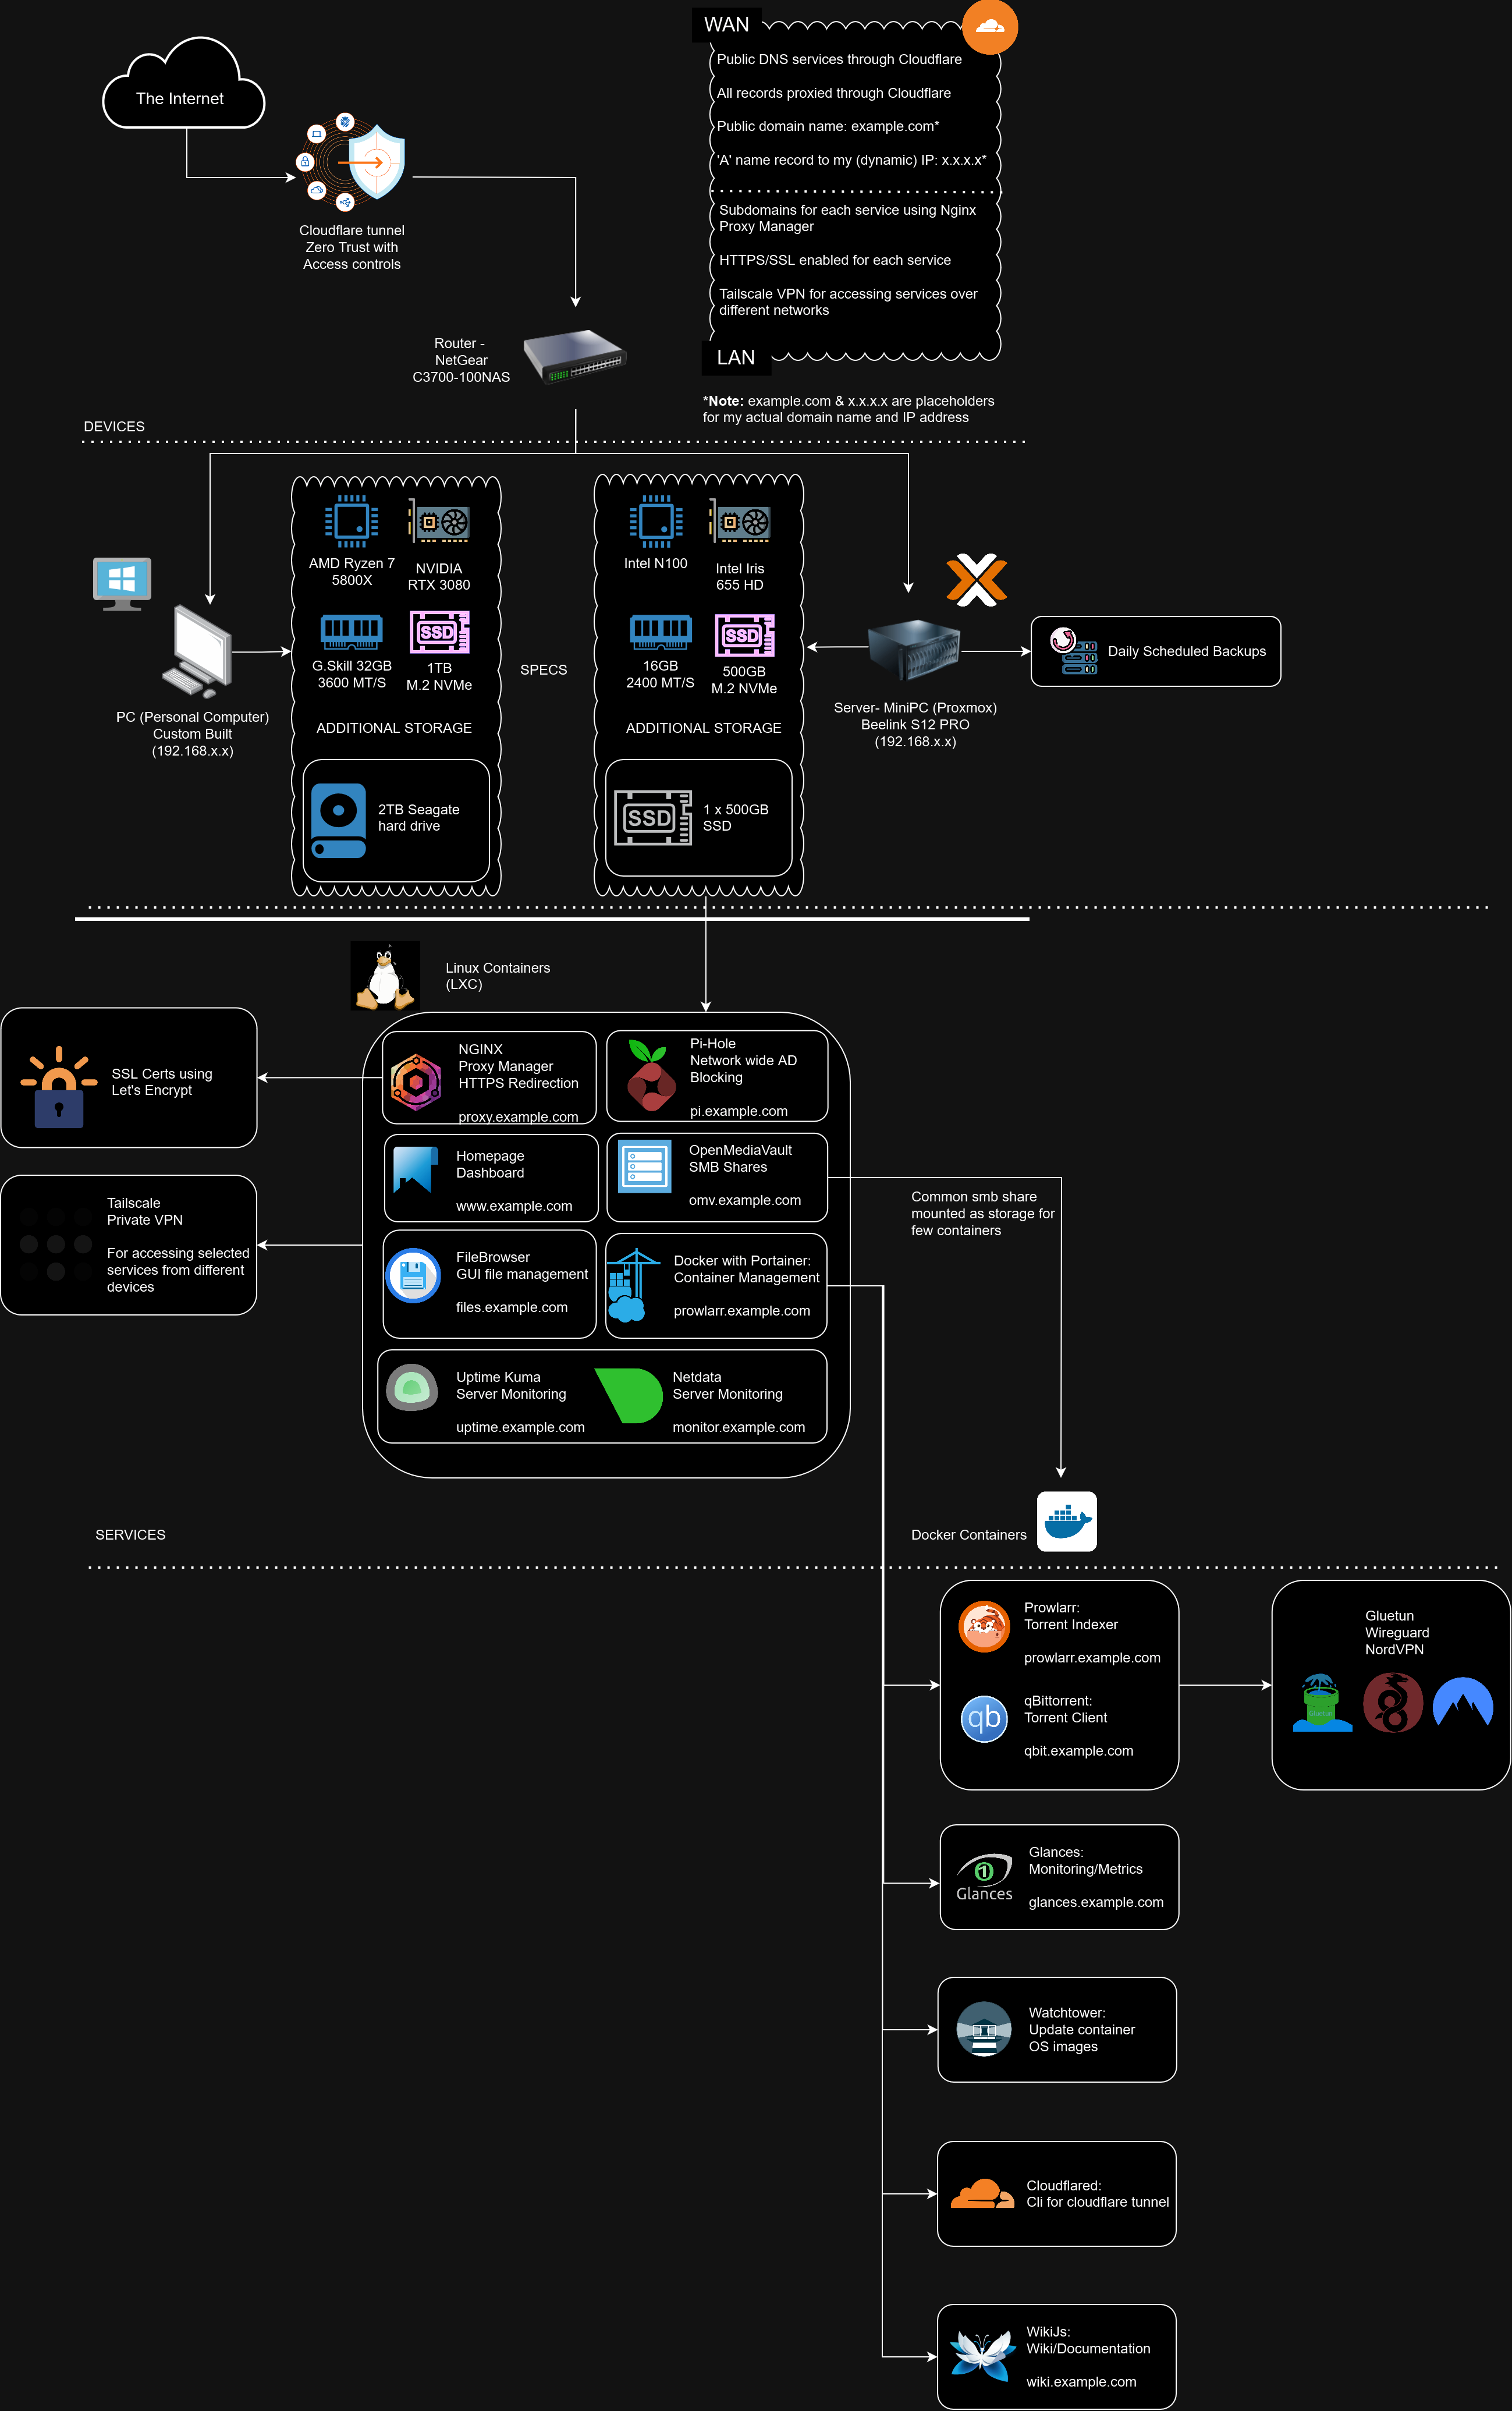 WAN
Public DNS services through Cloudflare
All records proxied through Cloudflare
Public domain name: example.com*
'A' name record to my (dynamic) IP: x.x.x.x*
Subdomains for each service using Nginx
Proxy Manager
HTTPS/SSL enabled for each service
Tailscale VPN for accessing services over
different networks
LAN
*Note: example.com & x.x.x.x are placeholders
for my actual domain name and IP address
The Internet
Cloudflare tunnel
Zero Trust with
Access controls
Router -
NetGear
C3700-100NAS
DEVICES
AMD Ryzen 7
5800X
NVIDIA
RTX 3080
G.Skill 32GB
3600 MT/S
SSD
1TB
M.2 NVMe
ADDITIONAL STORAGE
2TB Seagate
hard drive
PC (Personal Computer)
Custom Built
(192.168.x.x)
SPECS
Intel N100
Intel Iris
655 HD
16GB
2400 MT/S
SSD
500GB
M.2 NVMe
ADDITIONAL STORAGE
SSD
1 x 500GB
SSD
Server- MiniPC (Proxmox)
Beelink S12 PRO
(192.168.x.x)
Daily Scheduled Backups
Linux Containers
(LXC)
SSL Certs using
Let's Encrypt
Tailscale
Private VPN
For accessing selected
services from different
devices
NGINX
Proxy Manager
HTTPS Redirection
proxy.example.com
Pi-Hole
Network wide AD
Blocking
pi.example.com
Homepage
Dashboard
www.example.com
OpenMediaVault
SMB Shares
omv.example.com
FileBrowser
GUI file management
files.example.com
Docker with Portainer:
Container Management
prowlarr.example.com
Uptime Kuma
Server Monitoring
uptime.example.com
Netdata
Server Monitoring
monitor.example.com
Common smb share
mounted as storage for
few containers
SERVICES
Docker Containers
Prowlarr:
Torrent Indexer
prowlarr.example.com
qb
qBittorrent:
Torrent Client
qbit.example.com
Gluetun
Wireguard
NordVPN
Gluetun
Glances
Glances:
Monitoring/Metrics
glances.example.com
Watchtower:
Update container
OS images
Cloudflared:
Cli for cloudflare tunnel
WikiJs:
Wiki/Documentation
wiki.example.com